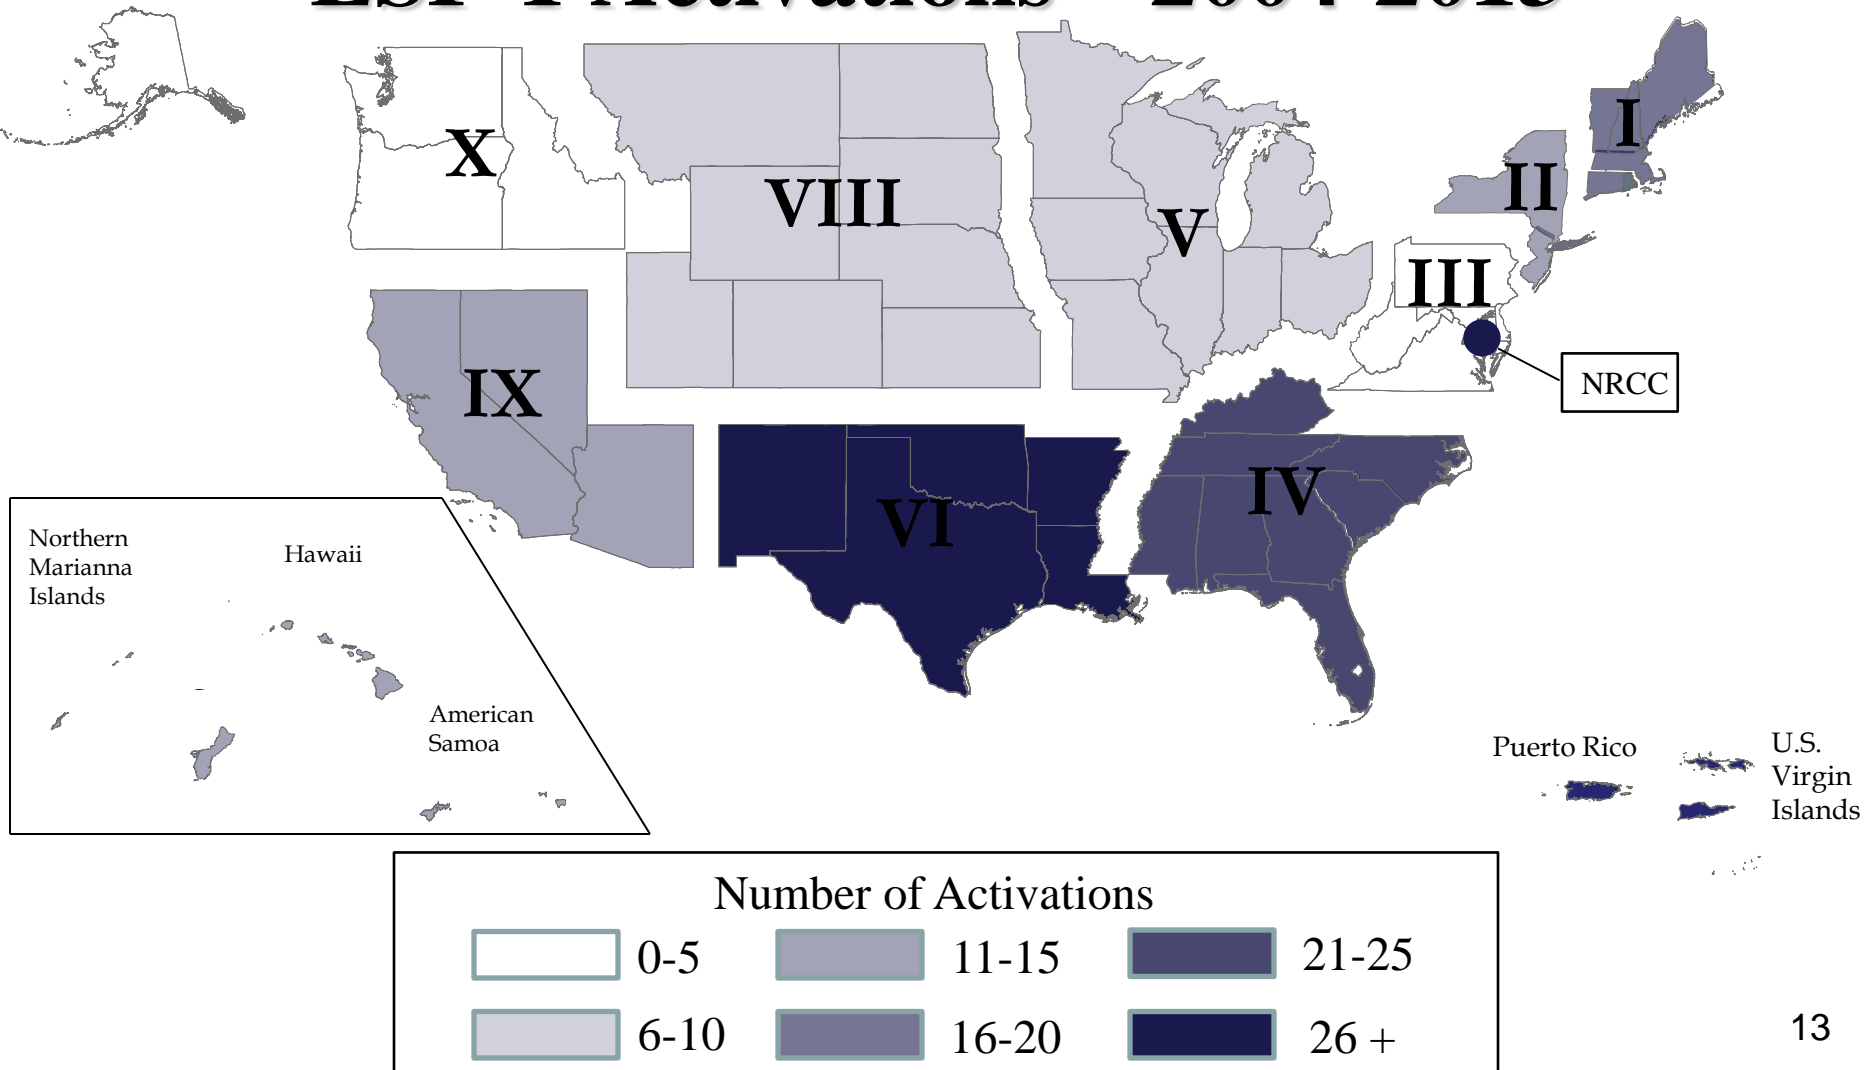 X
VIII
V
I
II
III
NRCC
IX
VI
IV
Northern
Marianna
Islands
Hawaii
American
Samoa
Puerto Rico
U.S.
Virgin
Islands
Number of Activations
0-5
11-15
21-25
6-10
16-20
26 +
13